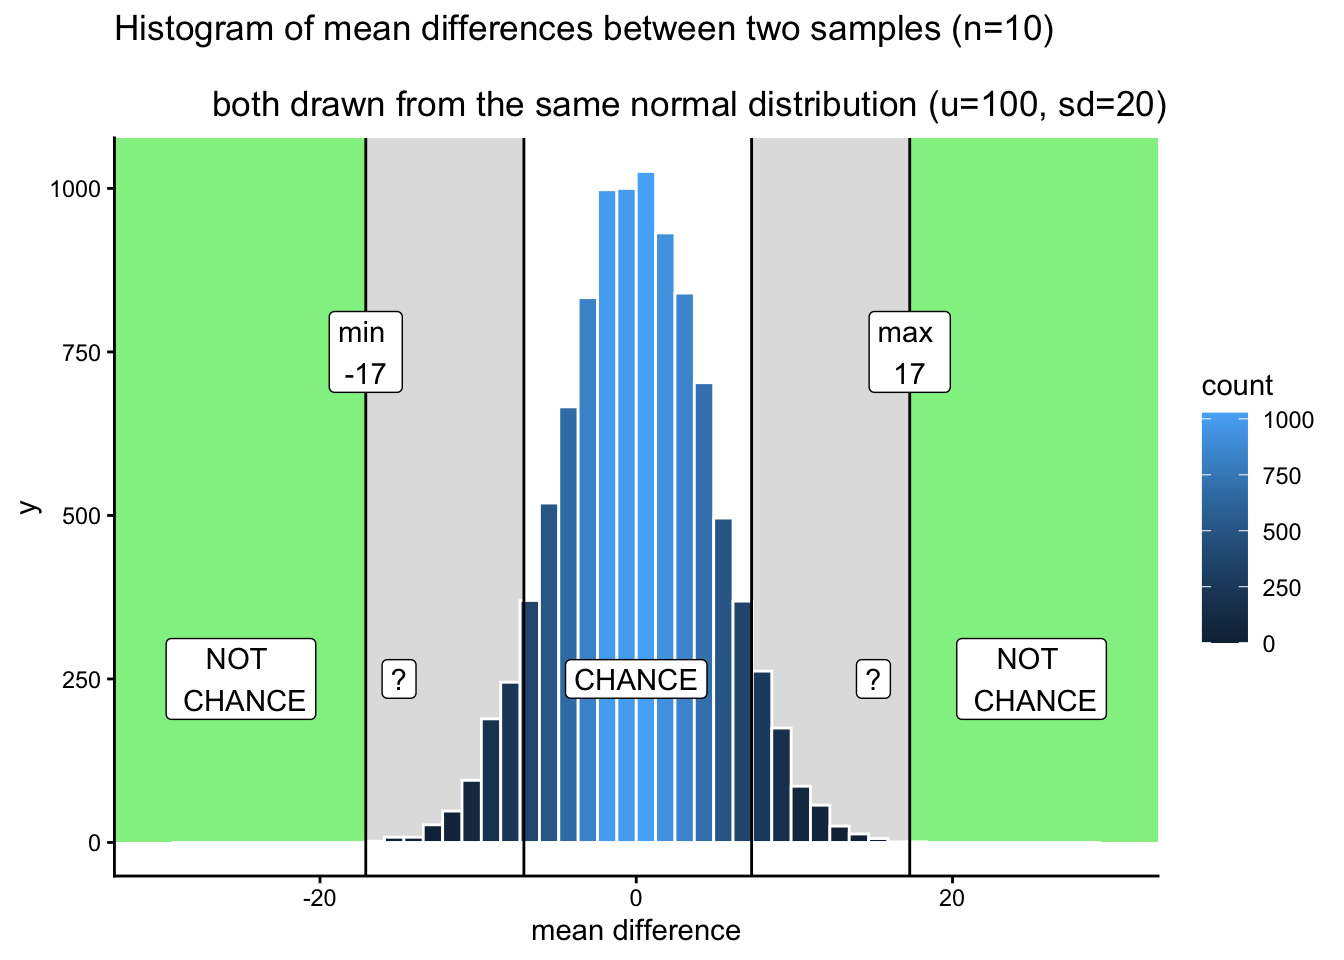 Histogram of mean differences between two samples (n=10)
both drawn from the same normal distribution (u=100, sd=20)
1000
750
500
250
0
y
min
-17
max
17
NOT
CHANCE
?
CHANCE
?
NOT
CHANCE
-20
0
20
mean difference
count
1000
750
500
250
0